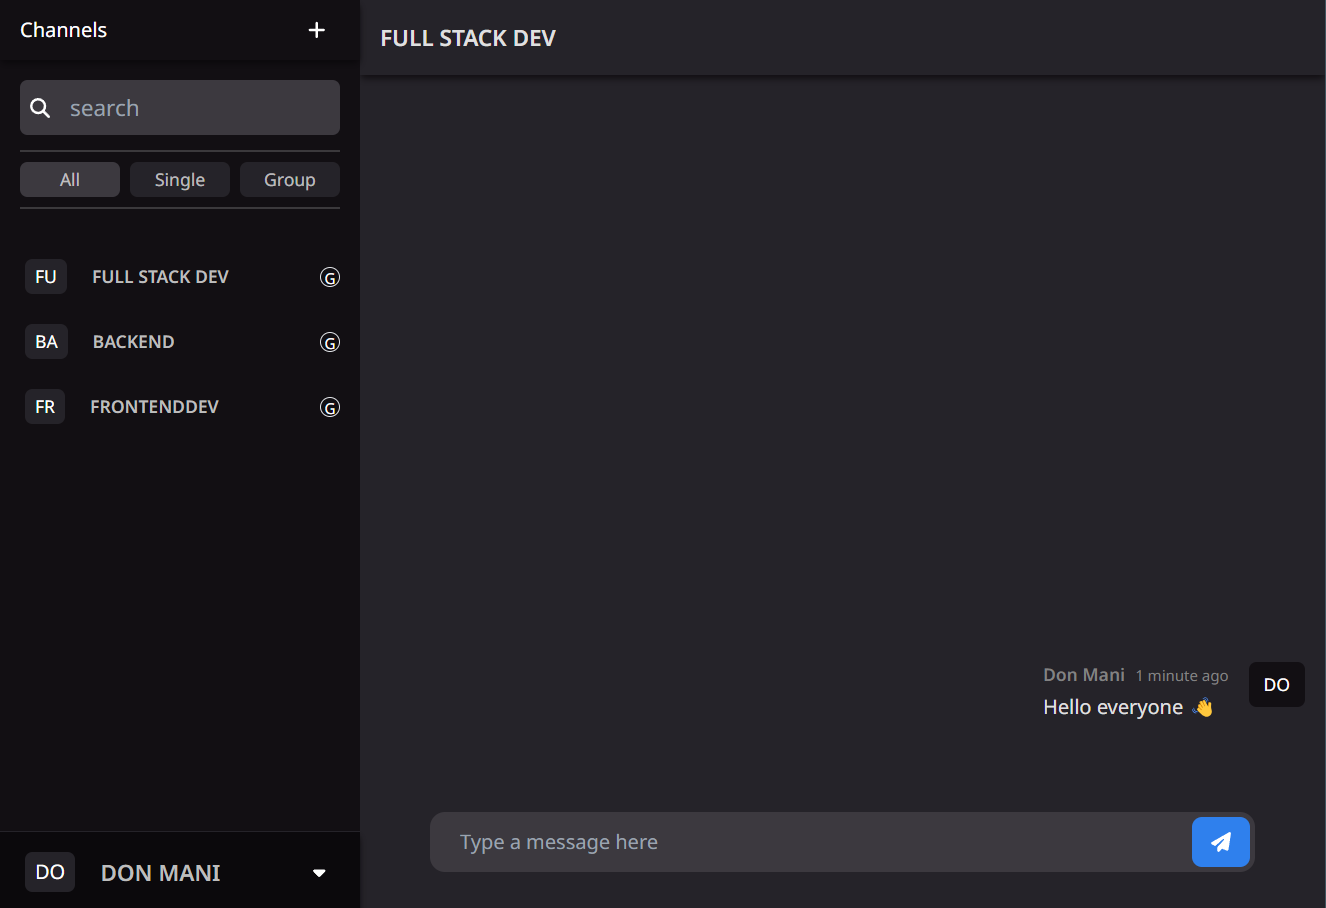 Channels
search
All Single Group
FU FULL STACK DEV G
BA BACKEND G
FR FRONTENDDEV G
DO DON MANI
FULL STACK DEV
Don Mani 1 minute ago DO
Hello everyone 👋
Type a message here